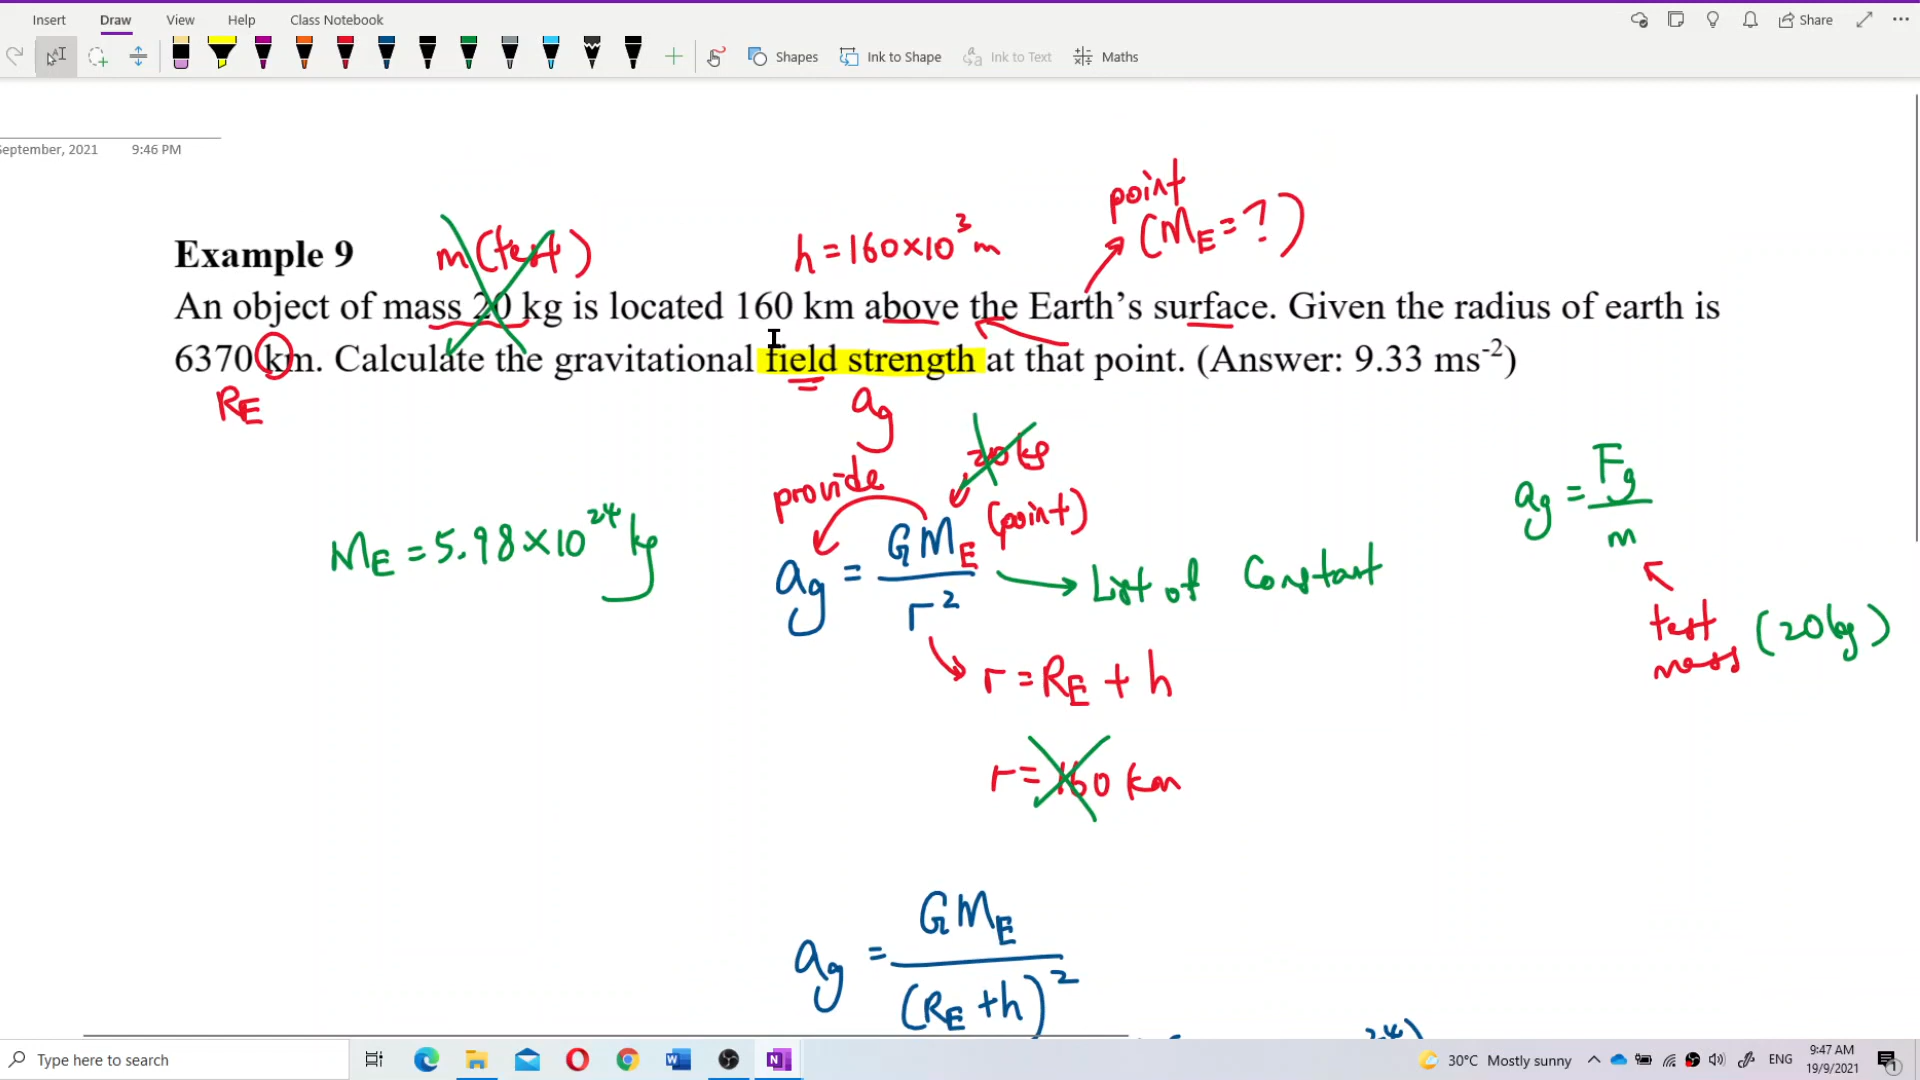 Insert Draw View Help Class Notebook Share
Shapes Ink to Shape Ink to Text Maths
September, 2021 9:46 PM
point
(ME=?)
Example 9 m(test) h=160×10³m
An object of mass 20 kg is located 160 km above the Earth’s surface. Given the radius of earth is
6370 km. Calculate the gravitational field strength at that point. (Answer: 9.33 ms-2)
RE
ag
provide 20kg
(point)
ME = 5.98×10²⁴ kg
ag = GME/r²
List of Constant
ag = Fg/m
test
mass (20kg)
r = RE + h
r = 160 km
ag = GME/(RE+h)²
Type here to search 30°C Mostly sunny ENG 9:47 AM
19/9/2021